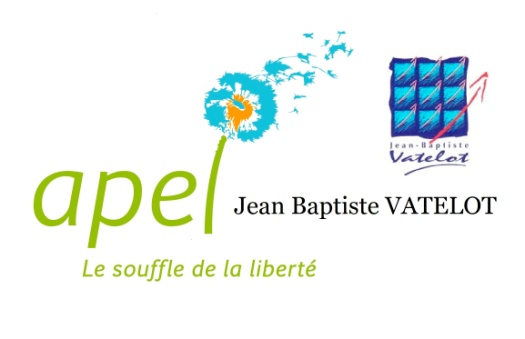 Jean-Baptiste
Vatelot
apel
Jean Baptiste VATELOT
Le souffle de la liberté